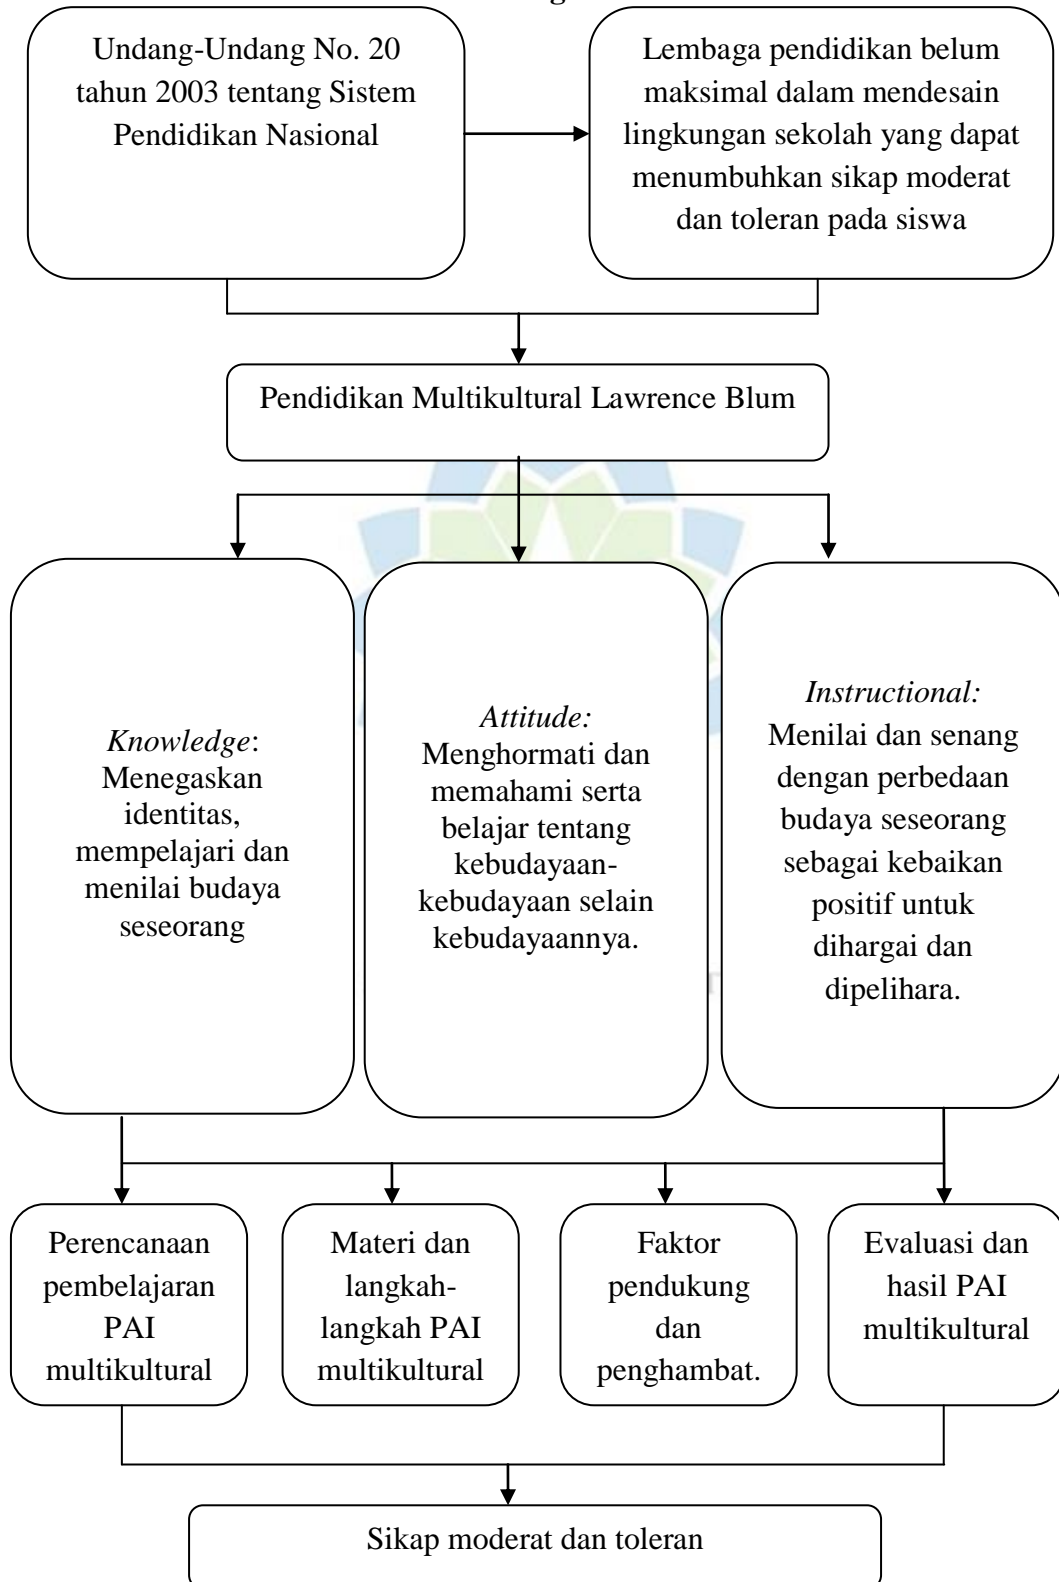 Undang-Undang No. 20
tahun 2003 tentang Sistem
Pendidikan Nasional
Lembaga pendidikan belum
maksimal dalam mendesain
lingkungan sekolah yang dapat
menumbuhkan sikap moderat
dan toleran pada siswa
Pendidikan Multikultural Lawrence Blum
Knowledge:
Menegaskan
identitas,
mempelajari dan
menilai budaya
seseorang
Attitude:
Menghormati dan
memahami serta
belajar tentang
kebudayaan-
kebudayaan selain
kebudayaannya.
Instructional:
Menilai dan senang
dengan perbedaan
budaya seseorang
sebagai kebaikan
positif untuk
dihargai dan
dipelihara.
Perencanaan
pembelajaran
PAI
multikultural
Materi dan
langkah-
langkah PAI
multikultural
Faktor
pendukung
dan
penghambat.
Evaluasi dan
hasil PAI
multikultural
Sikap moderat dan toleran